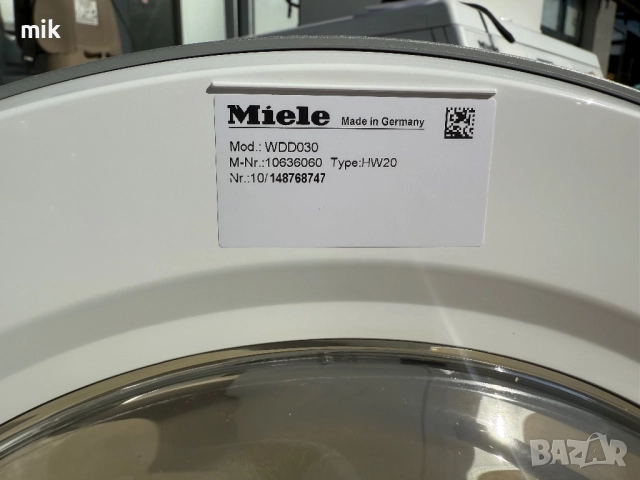 mik
Miele Made in Germany
Mod.: WDD030
M-Nr.:10636060 Type:HW20
Nr.:10/148768747
BAZAR